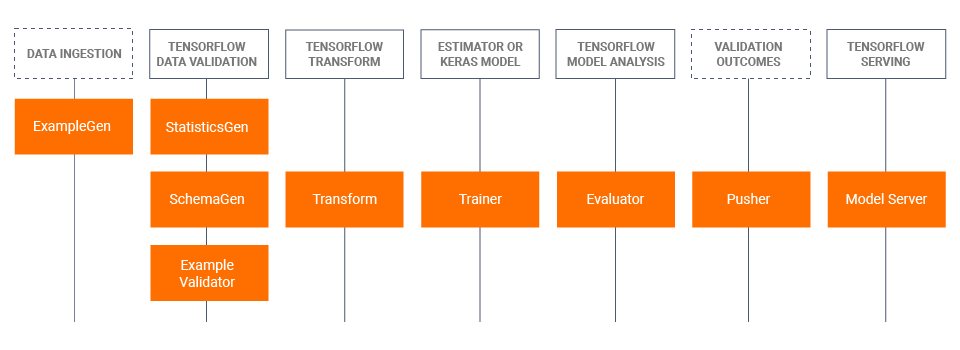 DATA INGESTION
TENSORFLOW
DATA VALIDATION
TENSORFLOW
TRANSFORM
ESTIMATOR OR
KERAS MODEL
TENSORFLOW
MODEL ANALYSIS
VALIDATION
OUTCOMES
TENSORFLOW
SERVING
ExampleGen
StatisticsGen
SchemaGen
Example
Validator
Transform
Trainer
Evaluator
Pusher
Model Server